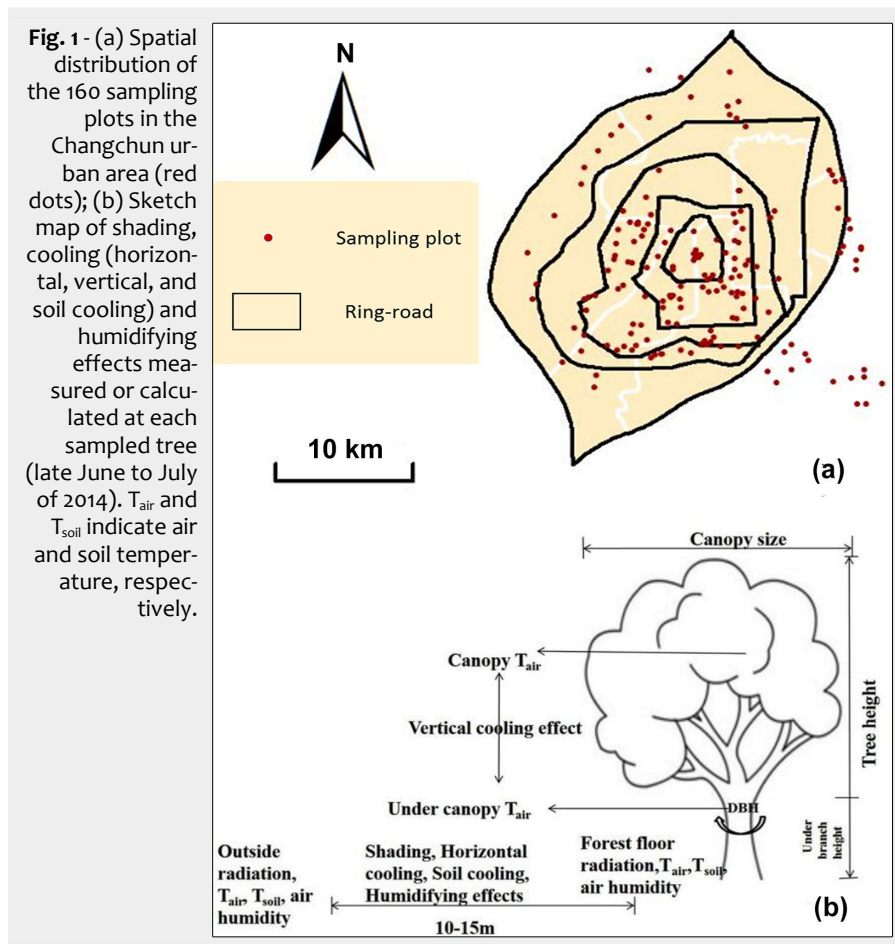 Fig. 1 - (a) Spatial
distribution of
the 160 sampling
plots in the
Changchun ur-
ban area (red
dots); (b) Sketch
map of shading,
cooling (horizon-
tal, vertical, and
soil cooling) and
humidifying
effects mea-
sured or calcu-
lated at each
sampled tree
(late June to July
of 2014). Tair and
Tsoil indicate air
and soil temper-
ature, respec-
tively.
N
Sampling plot
Ring-road
10 km
(a)
Canopy size
Canopy Tair
Vertical cooling effect
Tree height
Under canopy Tair
DBH
Under
branch
height
Outside
radiation,
Tair, Tsoil, air
humidity
Shading, Horizontal
cooling, Soil cooling,
Humidifying effects
Forest floor
radiation,Tair,Tsoil,
air humidity
10-15m
(b)